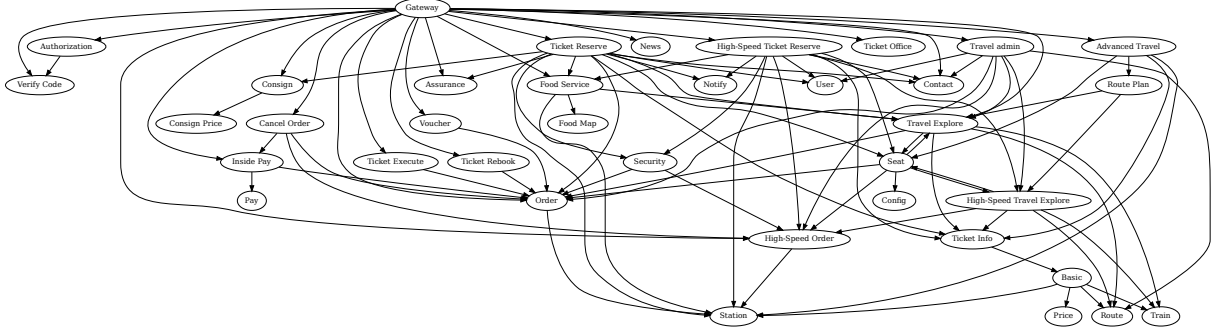 Gateway
Authorization
Ticket Reserve
News
High-Speed Ticket Reserve
Ticket Office
Travel admin
Advanced Travel
Verify Code
Consign
Assurance
Food Service
Notify
User
Contact
Route Plan
Consign Price
Cancel Order
Voucher
Food Map
Travel Explore
Inside Pay
Ticket Execute
Ticket Rebook
Security
Seat
Pay
Order
Config
High-Speed Travel Explore
High-Speed Order
Ticket Info
Basic
Station
Price
Route
Train